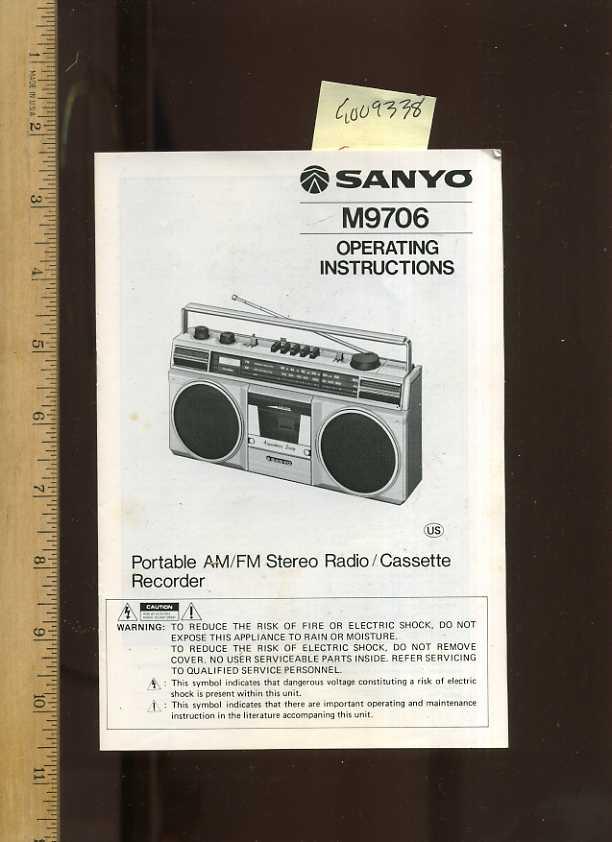 G009338
SANYO
M9706
OPERATING
INSTRUCTIONS
SANYO
US
Portable AM/FM Stereo Radio/Cassette
Recorder
CAUTION
WARNING: TO REDUCE THE RISK OF FIRE OR ELECTRIC SHOCK, DO NOT
EXPOSE THIS APPLIANCE TO RAIN OR MOISTURE.
TO REDUCE THE RISK OF ELECTRIC SHOCK, DO NOT REMOVE
COVER. NO USER SERVICEABLE PARTS INSIDE. REFER SERVICING
TO QUALIFIED SERVICE PERSONNEL.
: This symbol indicates that dangerous voltage constituting a risk of electric
shock is present within this unit.
: This symbol indicates that there are important operating and maintenance
instruction in the literature accompaning this unit.
1
MADE IN U.S.A.
2
3
4
5
6
7
8
9
10
11